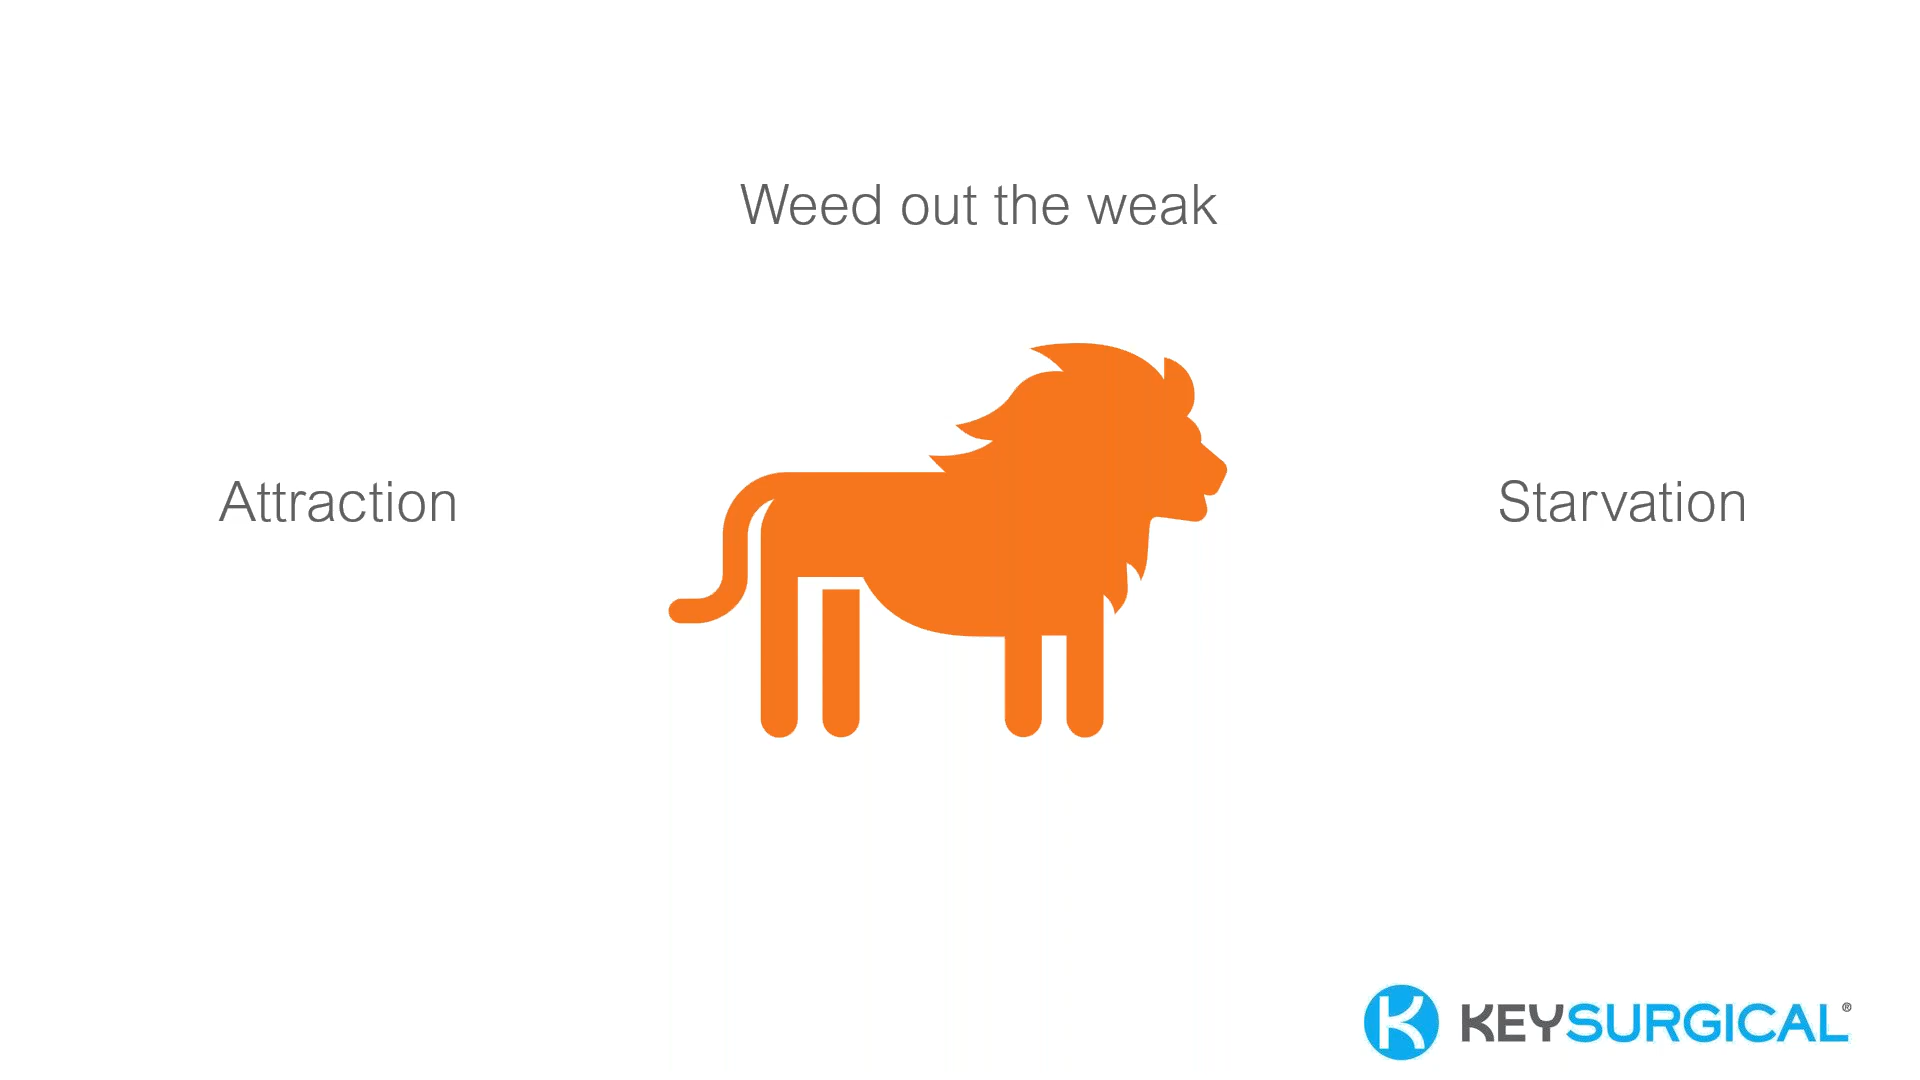 Weed out the weak
Attraction
Starvation
K KEYSURGICAL®